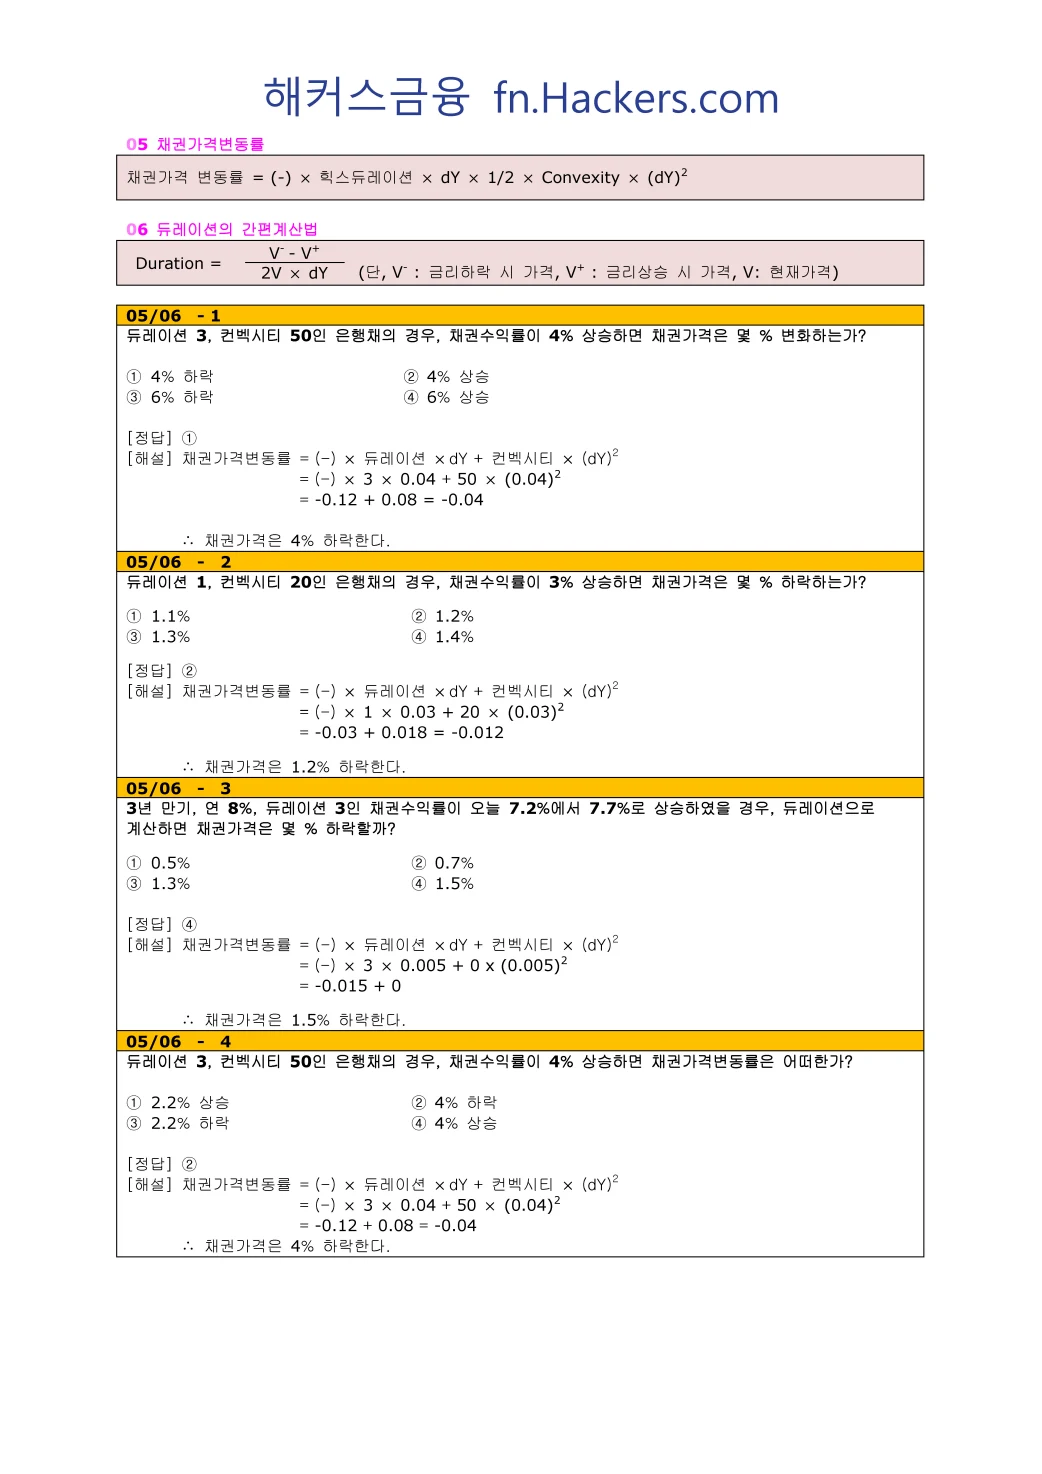 해커스금융 fn.Hackers.com
05 채권가격변동률
채권가격 변동률 = (-) × 힉스듀레이션 × dY × 1/2 × Convexity × (dY)²
06 듀레이션의 간편계산법
Duration = V⁻ - V⁺
2V × dY (단, V⁻ : 금리하락 시 가격, V⁺ : 금리상승 시 가격, V: 현재가격)
05/06 - 1
듀레이션 3, 컨벡시티 50인 은행채의 경우, 채권수익률이 4% 상승하면 채권가격은 몇 % 변화하는가?
① 4% 하락 ② 4% 상승
③ 6% 하락 ④ 6% 상승
[정답] ①
[해설] 채권가격변동률 = (-) × 듀레이션 × dY + 컨벡시티 × (dY)²
= (-) × 3 × 0.04 + 50 × (0.04)²
= -0.12 + 0.08 = -0.04
∴ 채권가격은 4% 하락한다.
05/06 - 2
듀레이션 1, 컨벡시티 20인 은행채의 경우, 채권수익률이 3% 상승하면 채권가격은 몇 % 하락하는가?
① 1.1% ② 1.2%
③ 1.3% ④ 1.4%
[정답] ②
[해설] 채권가격변동률 = (-) × 듀레이션 × dY + 컨벡시티 × (dY)²
= (-) × 1 × 0.03 + 20 × (0.03)²
= -0.03 + 0.018 = -0.012
∴ 채권가격은 1.2% 하락한다.
05/06 - 3
3년 만기, 연 8%, 듀레이션 3인 채권수익률이 오늘 7.2%에서 7.7%로 상승하였을 경우, 듀레이션으로
계산하면 채권가격은 몇 % 하락할까?
① 0.5% ② 0.7%
③ 1.3% ④ 1.5%
[정답] ④
[해설] 채권가격변동률 = (-) × 듀레이션 × dY + 컨벡시티 × (dY)²
= (-) × 3 × 0.005 + 0 x (0.005)²
= -0.015 + 0
∴ 채권가격은 1.5% 하락한다.
05/06 - 4
듀레이션 3, 컨벡시티 50인 은행채의 경우, 채권수익률이 4% 상승하면 채권가격변동률은 어떠한가?
① 2.2% 상승 ② 4% 하락
③ 2.2% 하락 ④ 4% 상승
[정답] ②
[해설] 채권가격변동률 = (-) × 듀레이션 × dY + 컨벡시티 × (dY)²
= (-) × 3 × 0.04 + 50 × (0.04)²
= -0.12 + 0.08 = -0.04
∴ 채권가격은 4% 하락한다.